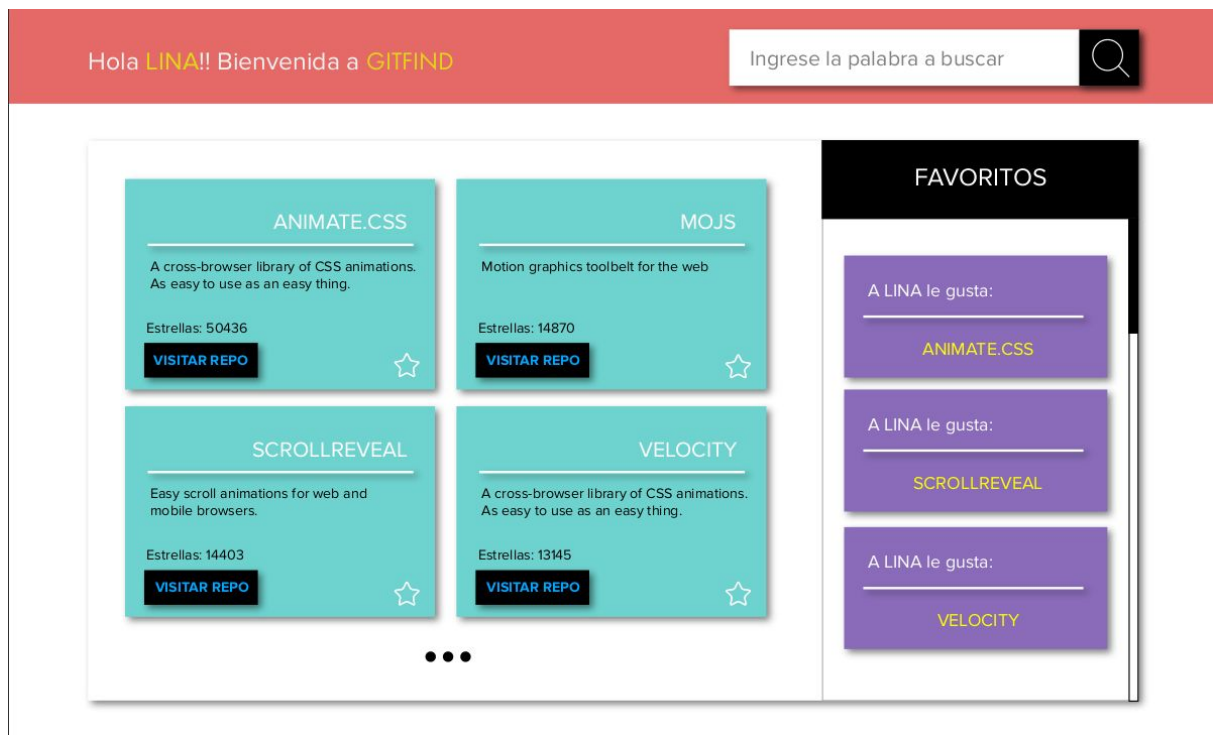 Hola LINA!! Bienvenida a GITFIND
Ingrese la palabra a buscar
ANIMATE.CSS
A cross-browser library of CSS animations.
As easy to use as an easy thing.
Estrellas: 50436
VISITAR REPO
MOJS
Motion graphics toolbelt for the web
Estrellas: 14870
VISITAR REPO
SCROLLREVEAL
Easy scroll animations for web and
mobile browsers.
Estrellas: 14403
VISITAR REPO
VELOCITY
A cross-browser library of CSS animations.
As easy to use as an easy thing.
Estrellas: 13145
VISITAR REPO
FAVORITOS
A LINA le gusta:
ANIMATE.CSS
A LINA le gusta:
SCROLLREVEAL
A LINA le gusta:
VELOCITY